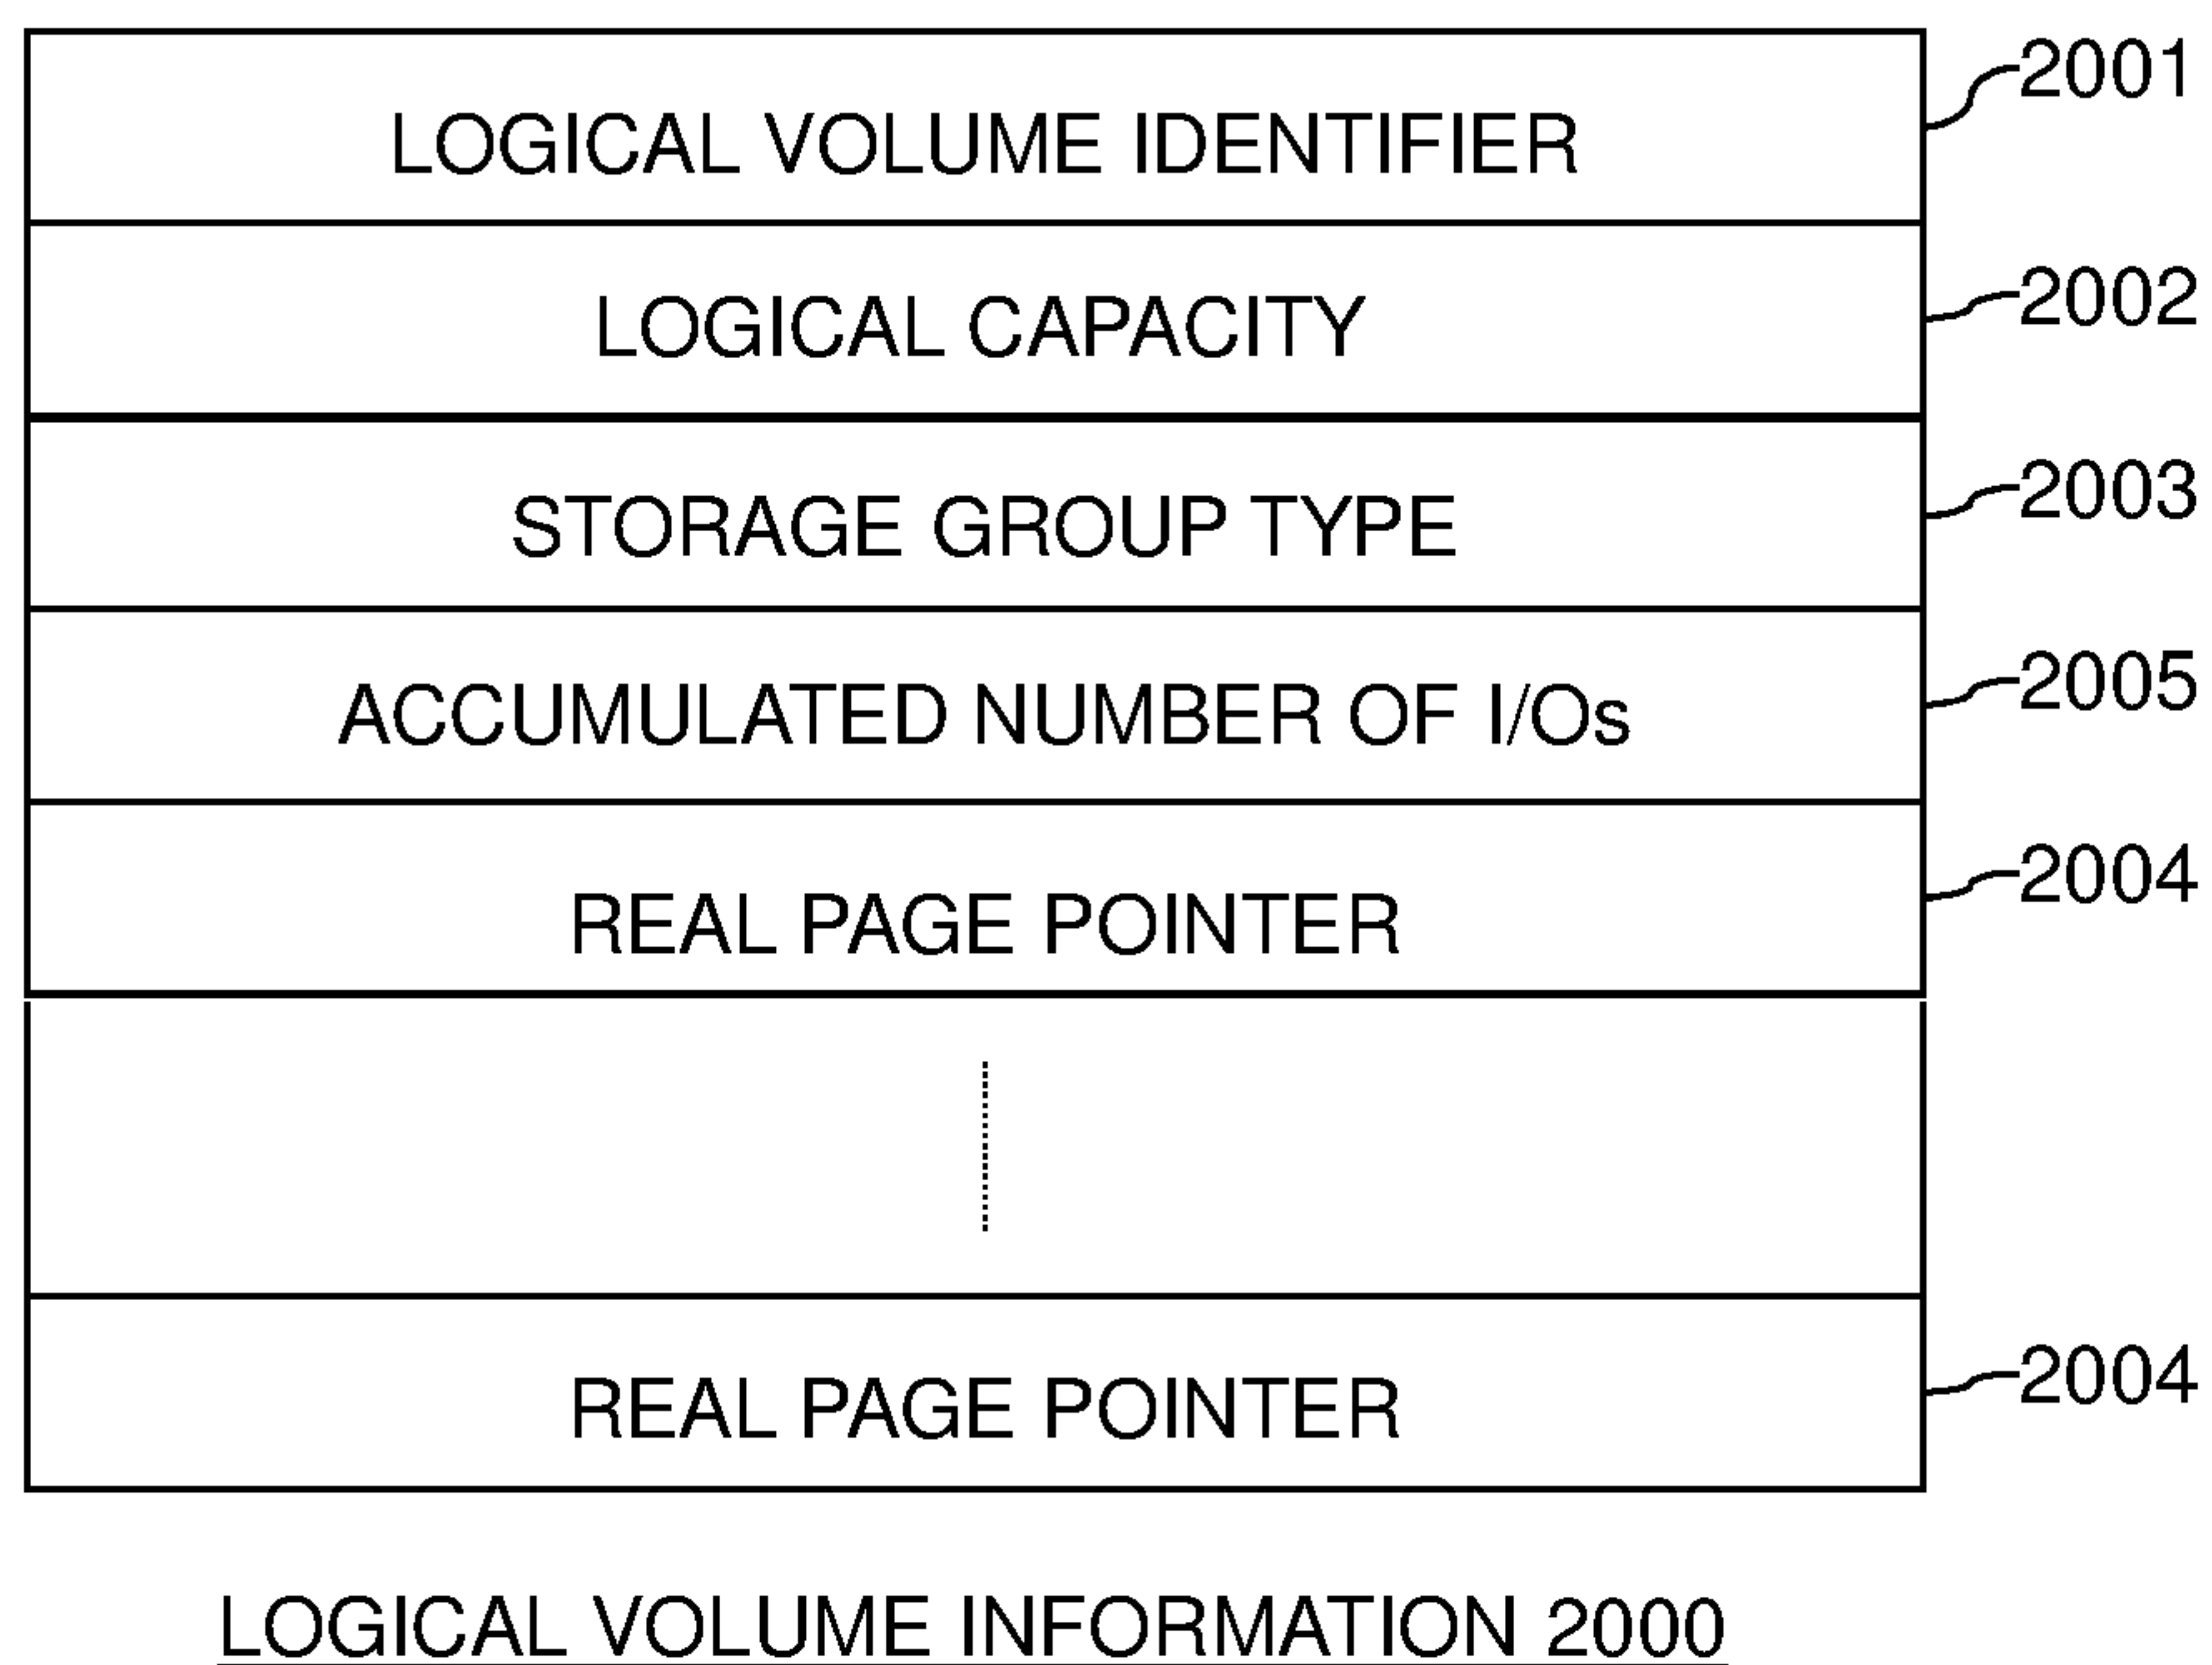 LOGICAL VOLUME IDENTIFIER 2001
LOGICAL CAPACITY 2002
STORAGE GROUP TYPE 2003
ACCUMULATED NUMBER OF I/Os 2005
REAL PAGE POINTER 2004
REAL PAGE POINTER 2004
LOGICAL VOLUME INFORMATION 2000